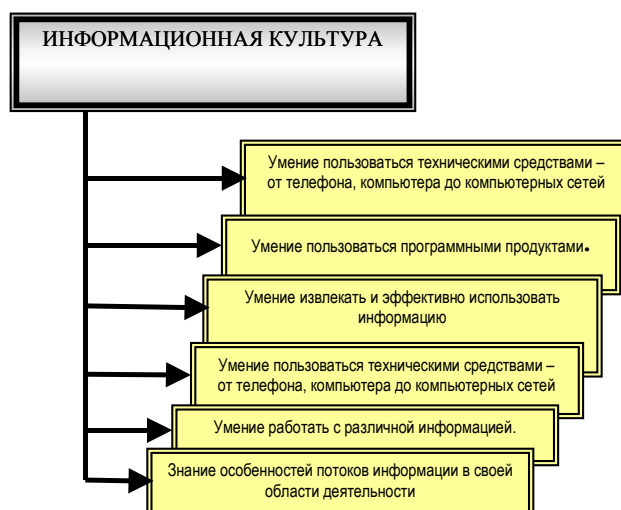 ИНФОРМАЦИОННАЯ КУЛЬТУРА
Умение пользоваться техническими средствами –
от телефона, компьютера до компьютерных сетей
Умение пользоваться программными продуктами.
Умение извлекать и эффективно использовать
информацию
Умение пользоваться техническими средствами –
от телефона, компьютера до компьютерных сетей
Умение работать с различной информацией.
Знание особенностей потоков информации в своей
области деятельности